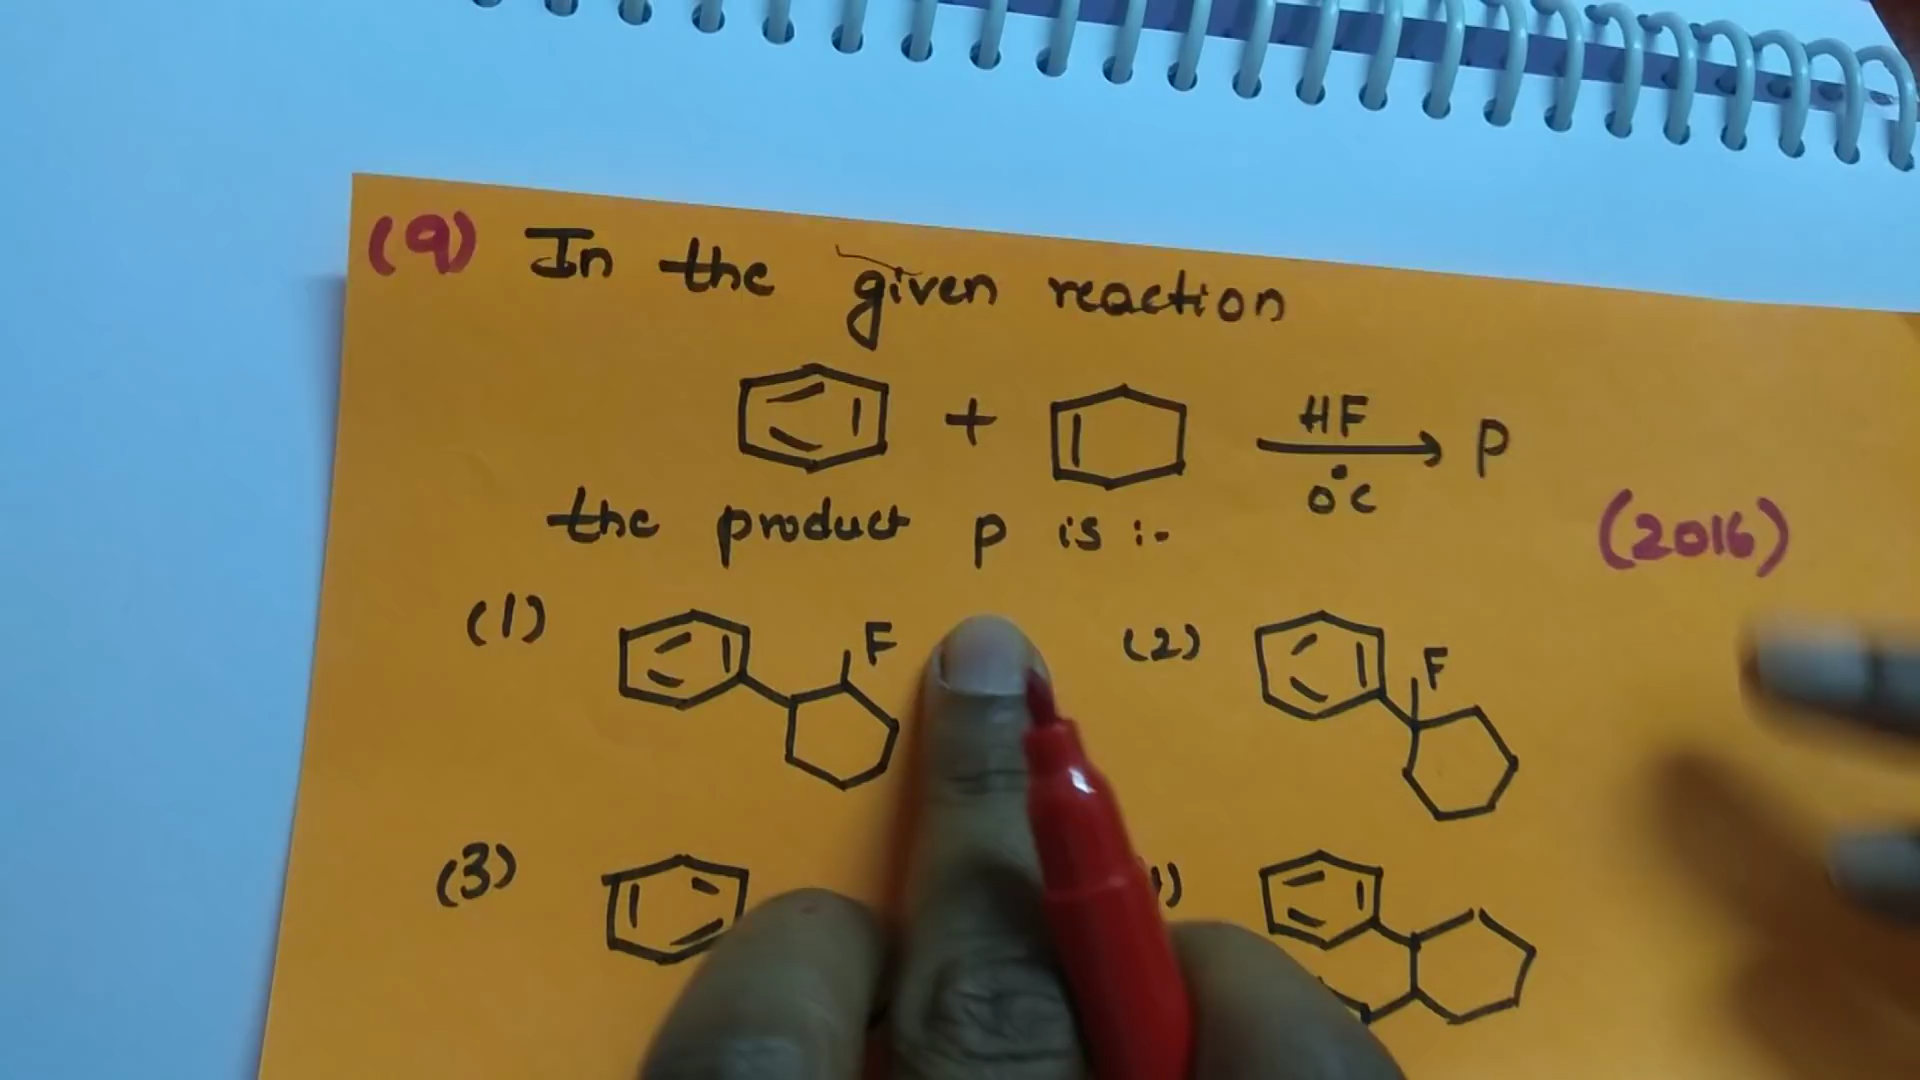 (9) In the given reaction
+ HF P
0°C
the product P is :-
(2016)
(1) F (2) F
(3)